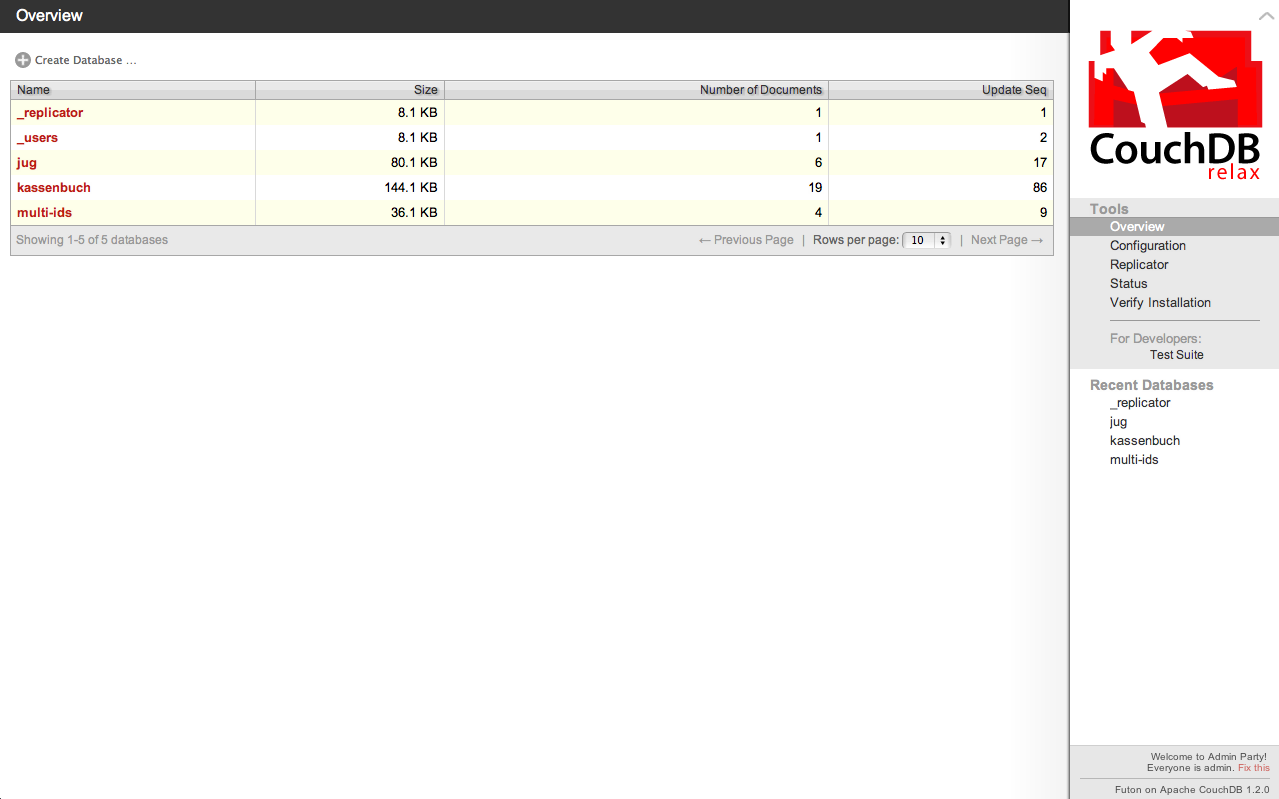 Overview
Create Database ...
Name Size Number of Documents Update Seq
_replicator 8.1 KB 1 1
_users 8.1 KB 1 2
jug 80.1 KB 6 17
kassenbuch 144.1 KB 19 86
multi-ids 36.1 KB 4 9
Showing 1-5 of 5 databases ← Previous Page | Rows per page: 10 | Next Page →
CouchDB
relax
Tools
Overview
Configuration
Replicator
Status
Verify Installation
For Developers:
Test Suite
Recent Databases
_replicator
jug
kassenbuch
multi-ids
Welcome to Admin Party!
Everyone is admin. Fix this
Futon on Apache CouchDB 1.2.0